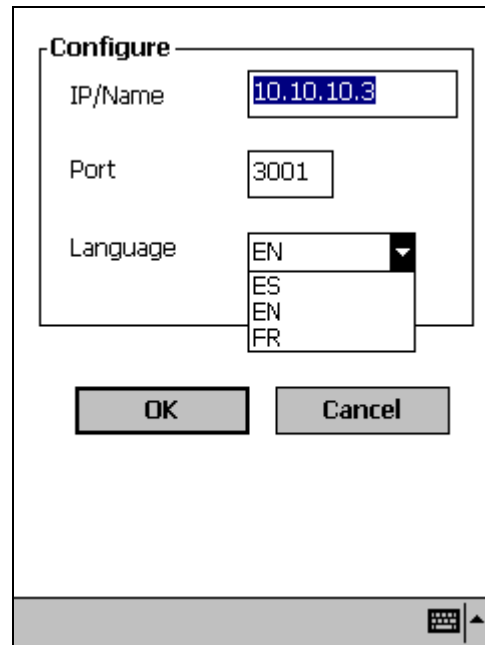 Configure
IP/Name 10.10.10.3
Port 3001
Language EN
ES
EN
FR
OK Cancel